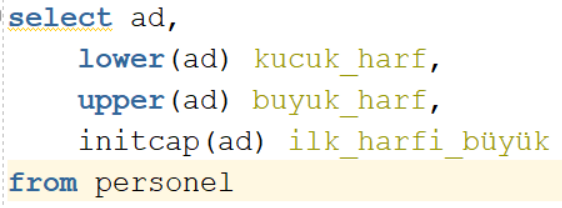 select ad,
    lower(ad) kucuk_harf,
    upper(ad) buyuk_harf,
    initcap(ad) ilk_harfi_büyük
from personel